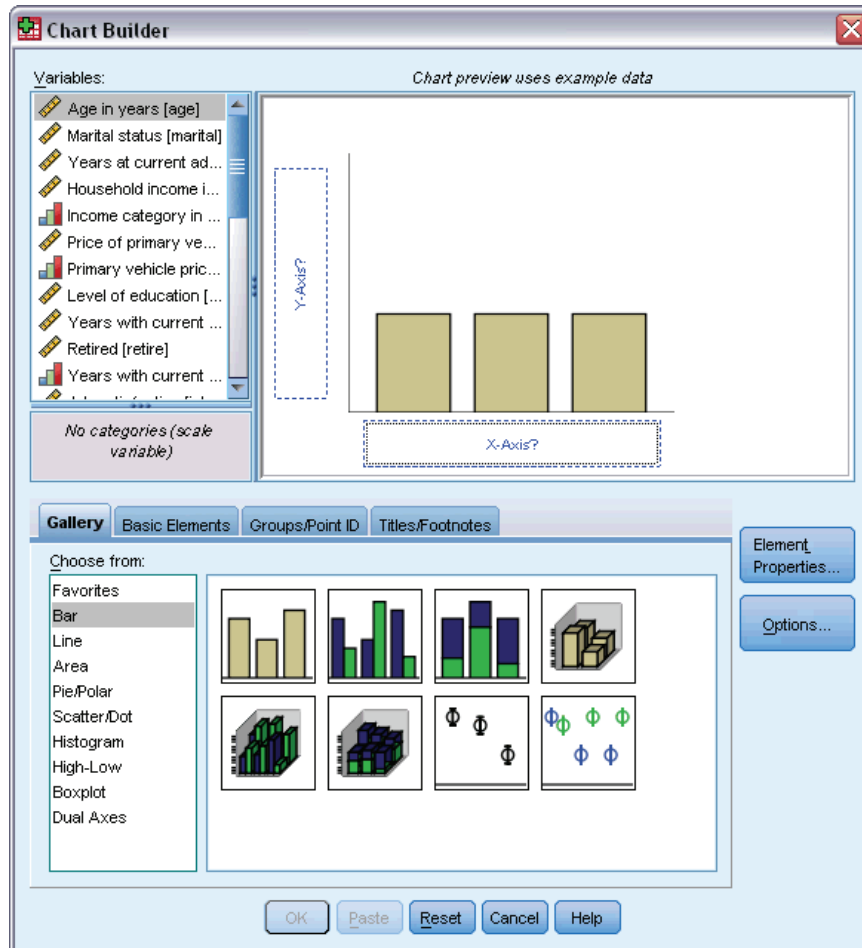 Chart Builder
Variables:
Chart preview uses example data
Age in years [age]
Marital status [marital]
Years at current ad...
Household income i...
Income category in ...
Price of primary ve...
Primary vehicle pric...
Level of education [...
Years with current ...
Retired [retire]
Years with current ...
No categories (scale
variable)
Y-Axis?
X-Axis?
Gallery
Basic Elements
Groups/Point ID
Titles/Footnotes
Choose from:
Favorites
Bar
Line
Area
Pie/Polar
Scatter/Dot
Histogram
High-Low
Boxplot
Dual Axes
Element
Properties...
Options...
OK
Paste
Reset
Cancel
Help